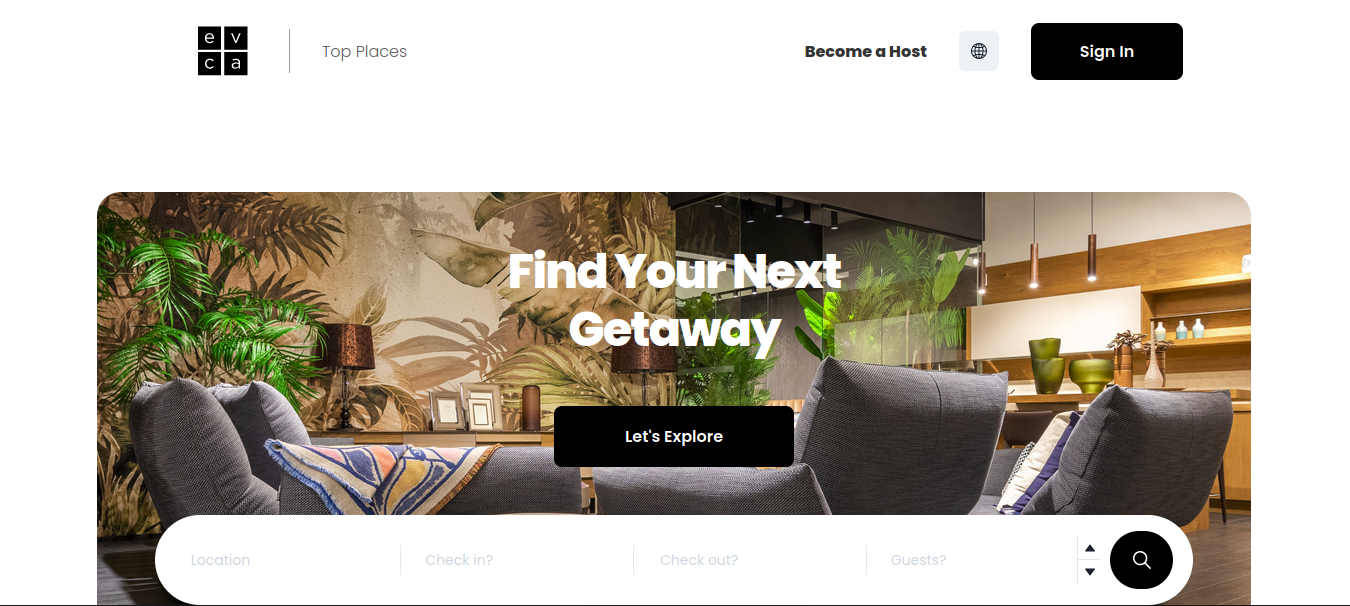 e v
c a
Top Places
Become a Host
Sign In
Find Your Next
Getaway
Let's Explore
Location
Check in?
Check out?
Guests?